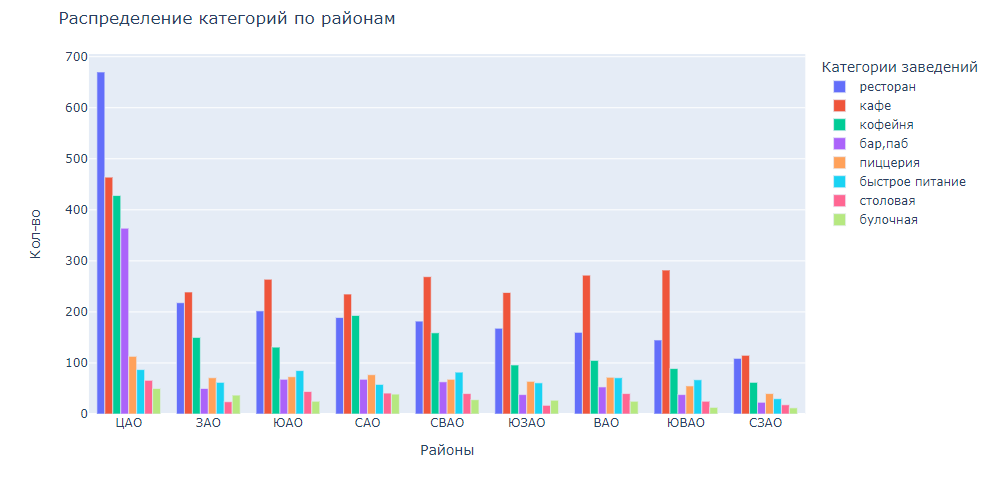 Распределение категорий по районам
Категории заведений
ресторан
кафе
кофейня
бар,паб
пиццерия
быстрое питание
столовая
булочная
Кол-во
700
600
500
400
300
200
100
0
ЦАО ЗАО ЮАО САО СВАО ЮЗАО ВАО ЮВАО СЗАО
Районы